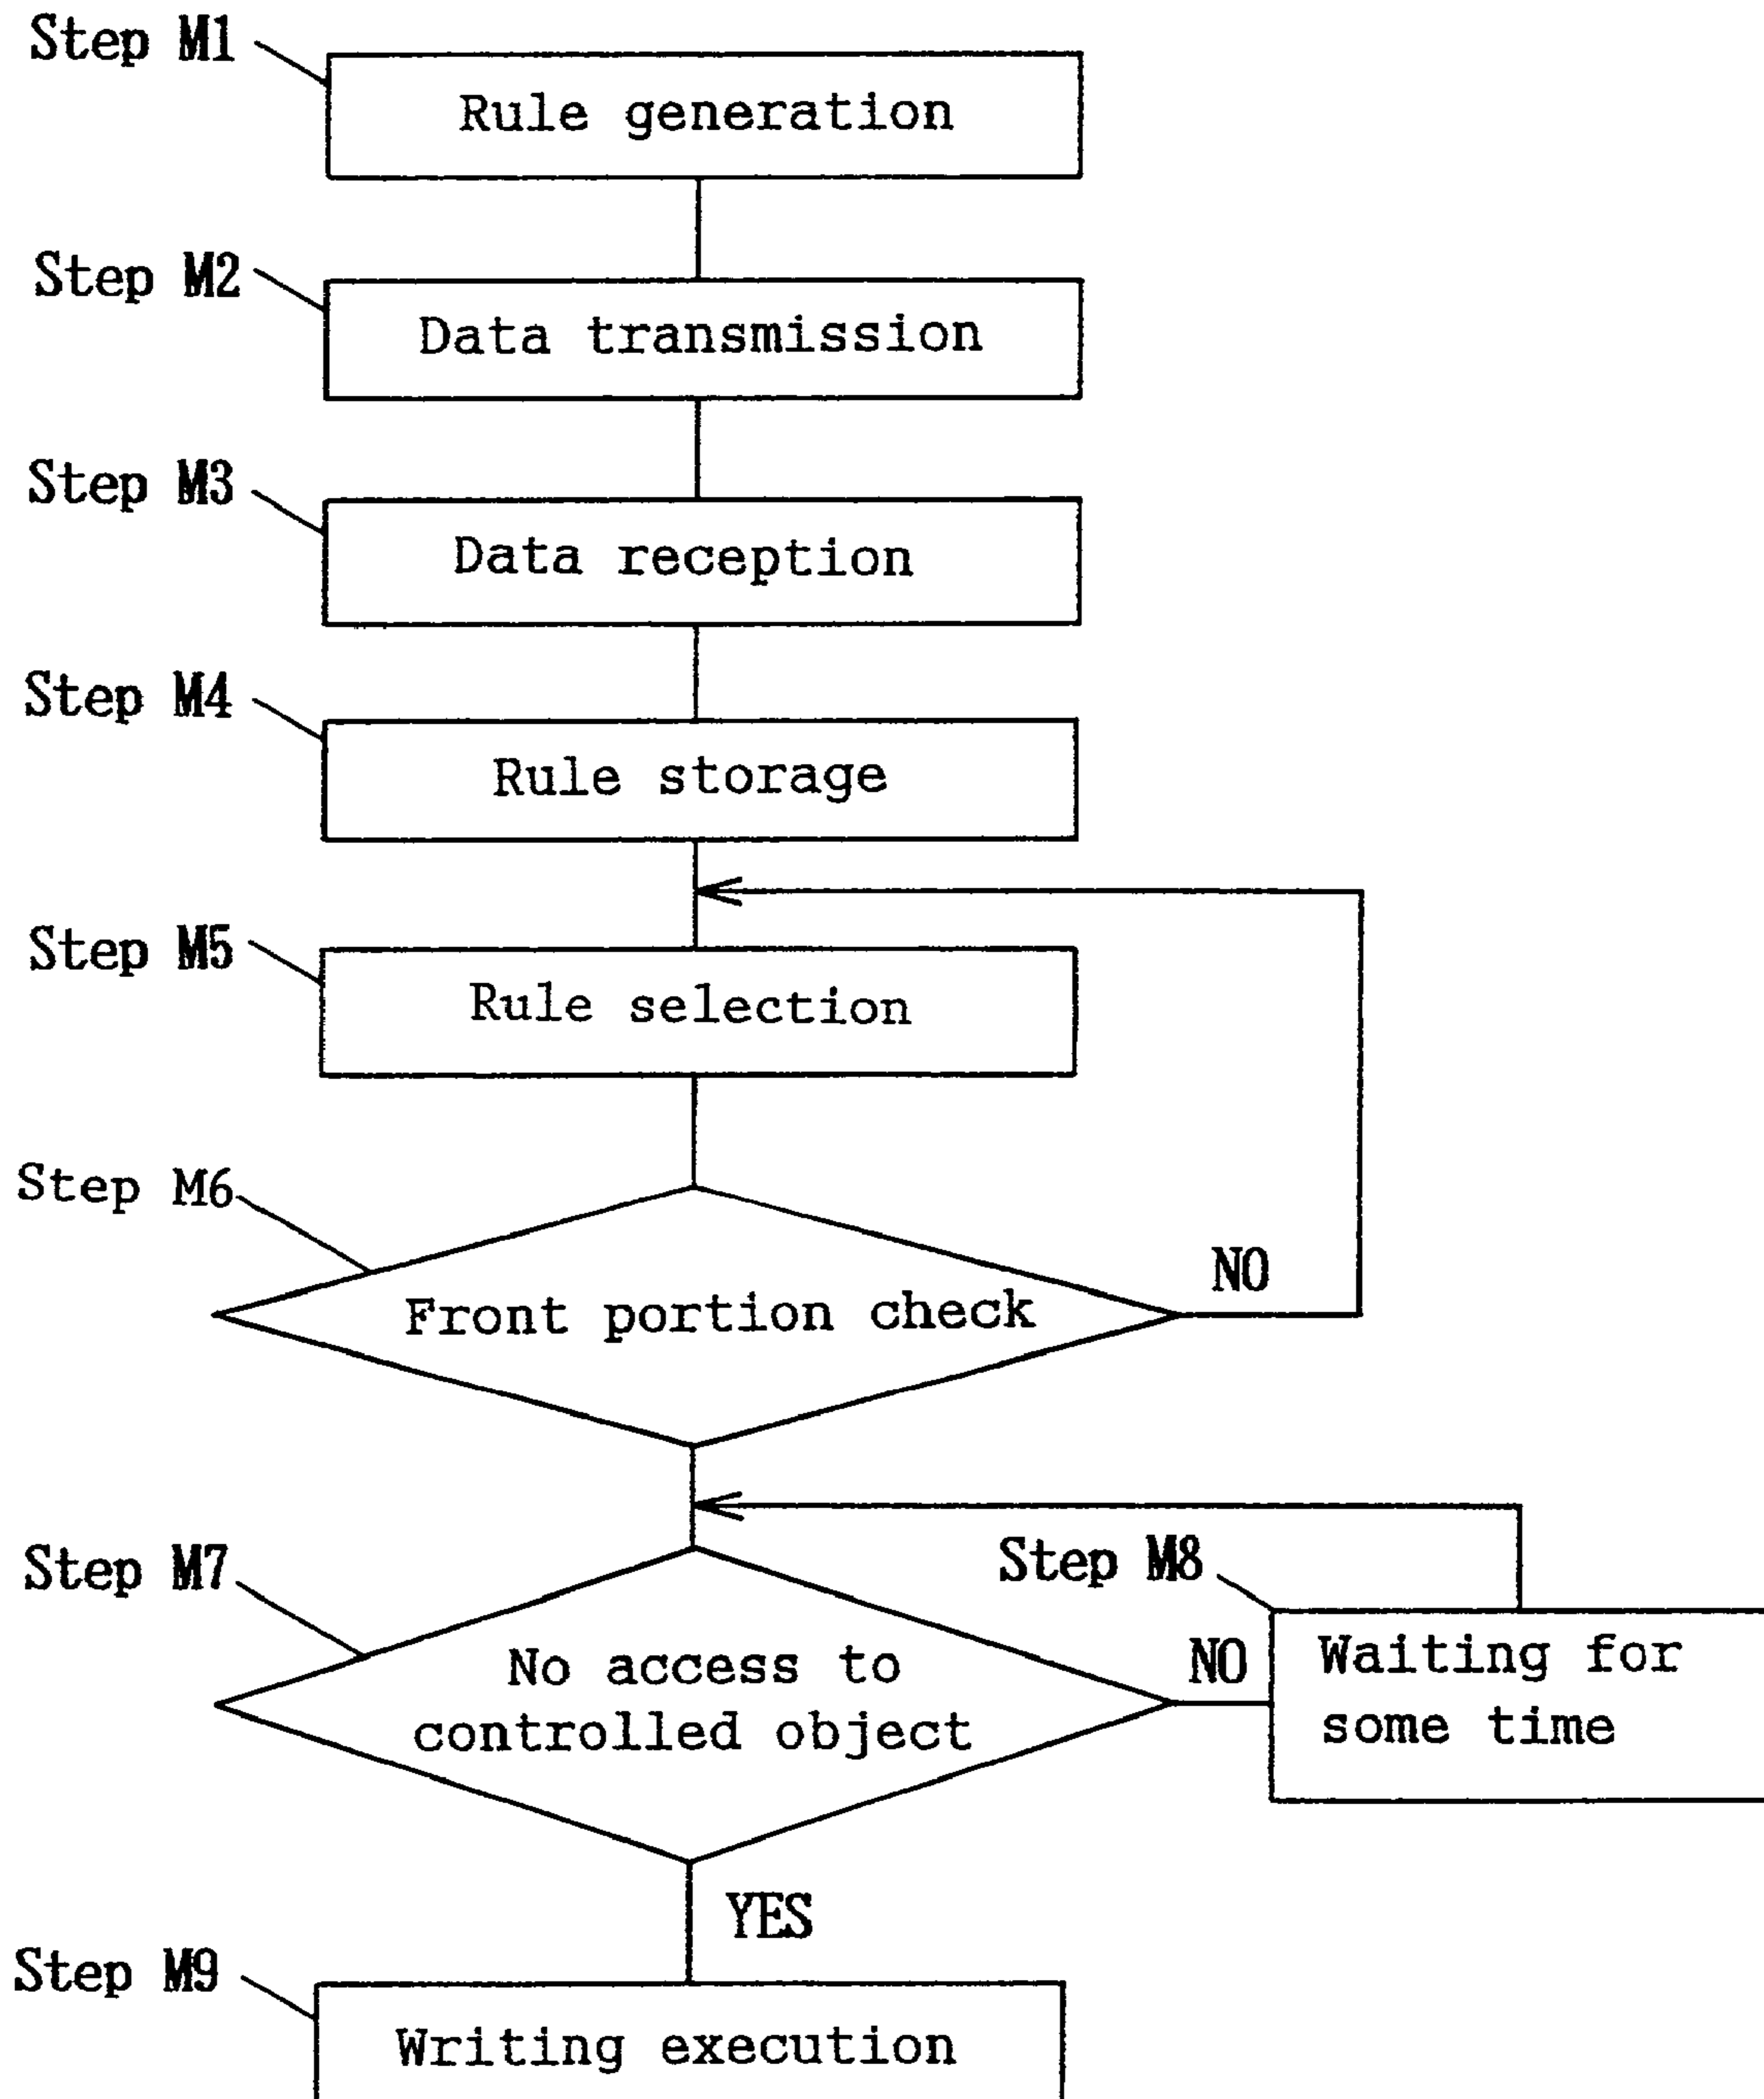 Step M1
Rule generation
Step M2
Data transmission
Step M3
Data reception
Step M4
Rule storage
Step M5
Rule selection
Step M6
Front portion check
NO
Step M7
No access to
controlled object
NO
Step M8
Waiting for
some time
YES
Step M9
Writing execution